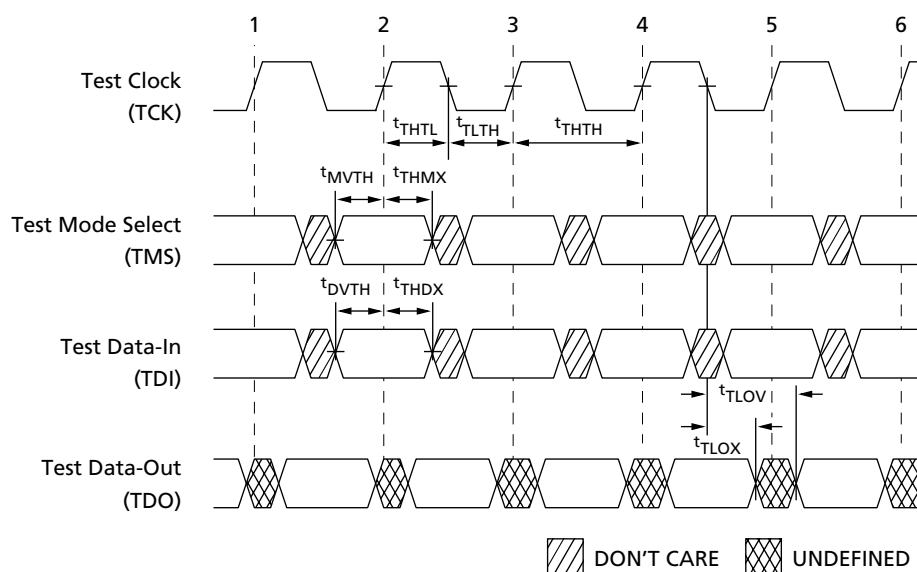 1 2 3 4 5 6
Test Clock
(TCK)
tTHTL tTLTH tTHTH
tMVTH tTHMX
Test Mode Select
(TMS)
tDVTH tTHDX
Test Data-In
(TDI)
tTLOV
tTLOX
Test Data-Out
(TDO)
DON'T CARE UNDEFINED